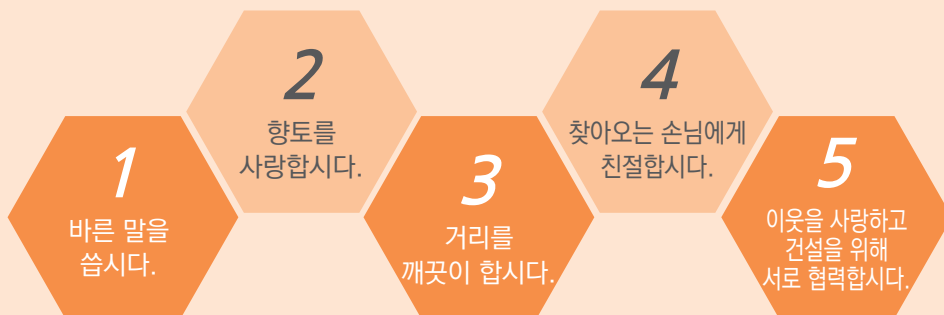 1
바른 말을
씁시다.
2
향토를
사랑합시다.
3
거리를
깨끗이 합시다.
4
찾아오는 손님에게
친절합시다.
5
이웃을 사랑하고
건설을 위해
서로 협력합시다.